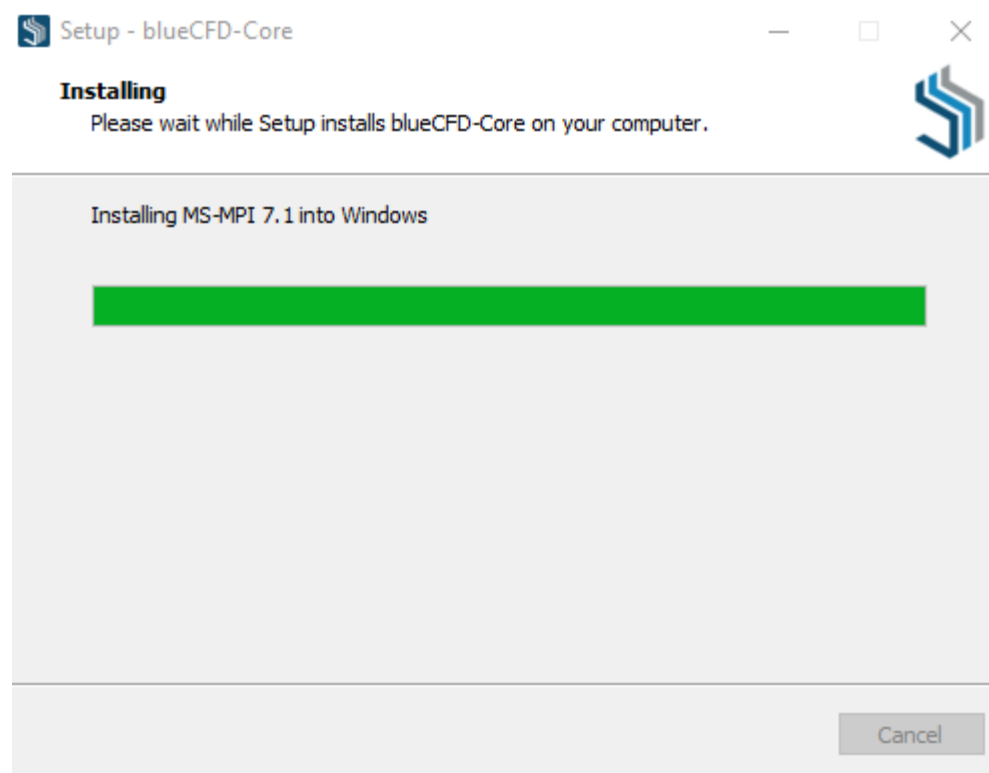 Setup - blueCFD-Core
Installing
Please wait while Setup installs blueCFD-Core on your computer.
Installing MS-MPI 7.1 into Windows
Cancel